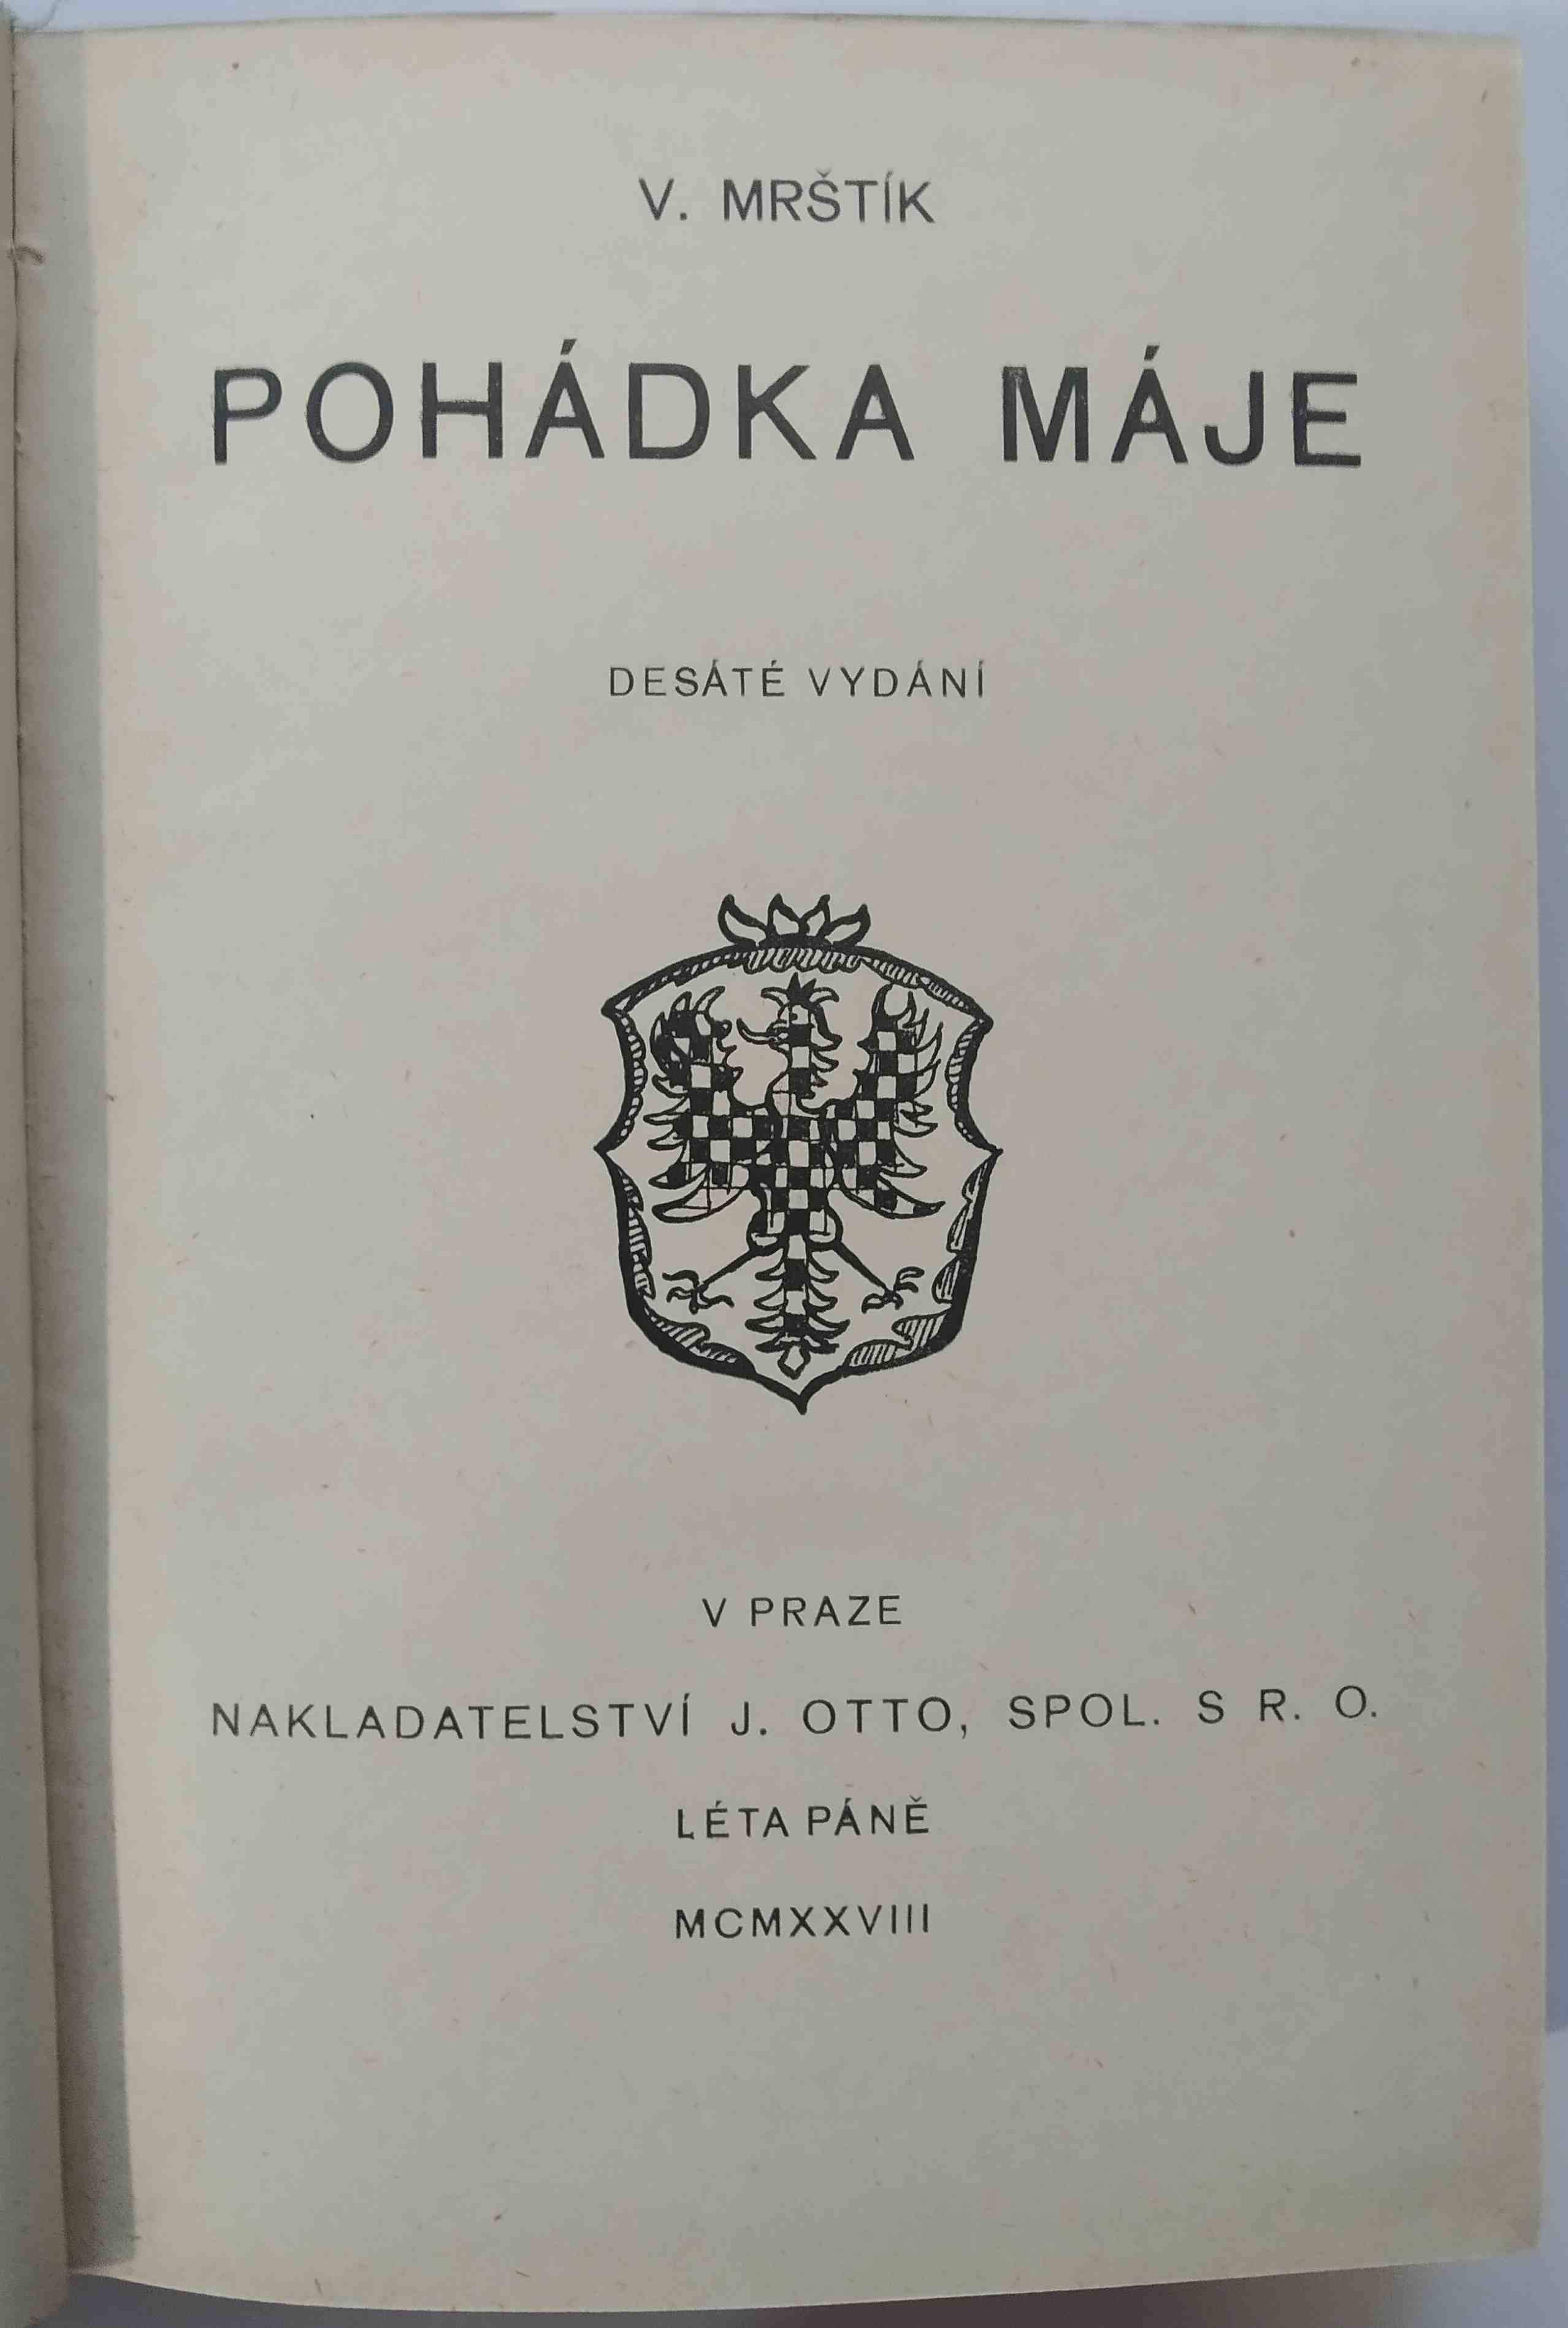 V. MRŠTÍK
POHÁDKA MÁJE
DESÁTÉ VYDÁNÍ
V PRAZE
NAKLADATELSTVÍ J. OTTO, SPOL. S R. O.
LÉTA PÁNĚ
MCMXXVIII